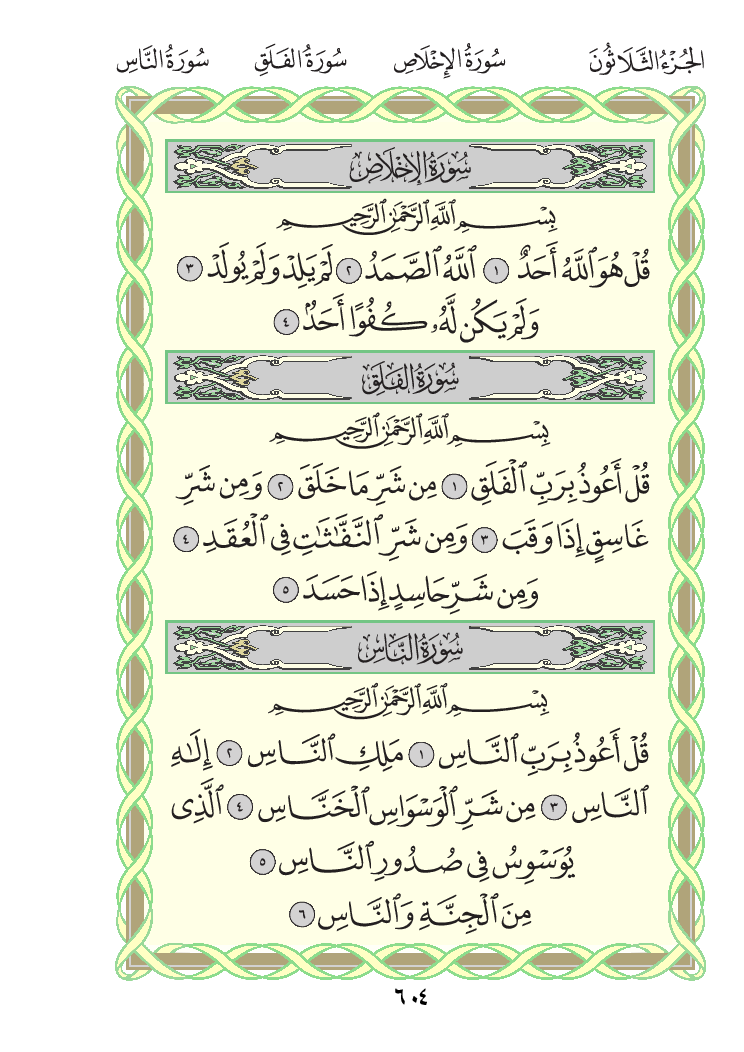 الجُزْءُ الثَّلَاثُونَ سُورَةُ الإِخْلَاصِ سُورَةُ الفَلَقِ سُورَةُ النَّاسِ
سُورَةُ الإِخْلَاصِ
بِسْمِ ٱللَّهِ ٱلرَّحْمَٰنِ ٱلرَّحِيمِ
قُلْ هُوَ ٱللَّهُ أَحَدٌ ١ ٱللَّهُ ٱلصَّمَدُ ٢ لَمْ يَلِدْ وَلَمْ يُولَدْ ٣
وَلَمْ يَكُن لَّهُۥ كُفُوًا أَحَدٌۢ ٤
سُورَةُ الفَلَقِ
بِسْمِ ٱللَّهِ ٱلرَّحْمَٰنِ ٱلرَّحِيمِ
قُلْ أَعُوذُ بِرَبِّ ٱلْفَلَقِ ١ مِن شَرِّ مَا خَلَقَ ٢ وَمِن شَرِّ
غَاسِقٍ إِذَا وَقَبَ ٣ وَمِن شَرِّ ٱلنَّفَّٰثَٰتِ فِى ٱلْعُقَدِ ٤
وَمِن شَرِّ حَاسِدٍ إِذَا حَسَدَ ٥
سُورَةُ النَّاسِ
بِسْمِ ٱللَّهِ ٱلرَّحْمَٰنِ ٱلرَّحِيمِ
قُلْ أَعُوذُ بِرَبِّ ٱلنَّاسِ ١ مَلِكِ ٱلنَّاسِ ٢ إِلَٰهِ
ٱلنَّاسِ ٣ مِن شَرِّ ٱلْوَسْوَاسِ ٱلْخَنَّاسِ ٤ ٱلَّذِى
يُوَسْوِسُ فِى صُدُورِ ٱلنَّاسِ ٥
مِنَ ٱلْجِنَّةِ وَٱلنَّاسِ ٦
٦٠٤